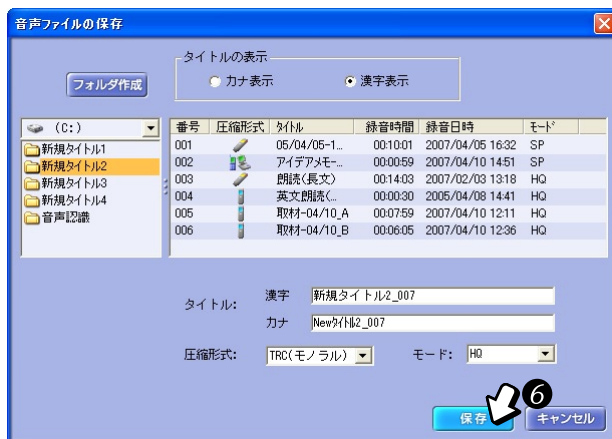 音声ファイルの保存
タイトルの表示
フォルダ作成
カナ表示 漢字表示
(C:)
新規タイトル1
新規タイトル2
新規タイトル3
新規タイトル4
音声認識
番号 圧縮形式 ﾀｲﾄﾙ 録音時間 録音日時 ﾓｰﾄﾞ
001 05/04/05-1... 00:10:01 2007/04/05 16:32 SP
002 アイデアメモ-... 00:00:59 2007/04/10 14:51 SP
003 朗読(長文) 00:14:03 2007/02/03 13:18 HQ
004 英文朗読(... 00:00:30 2005/04/08 14:41 HQ
005 取材-04/10_A 00:07:59 2007/04/10 12:11 HQ
006 取材-04/10_B 00:06:05 2007/04/10 12:36 HQ
タイトル: 漢字 新規タイトル2_007
カナ Newﾀｲﾄﾙ2_007
圧縮形式: TRC(モノラル) モード: HQ
6
保存 キャンセル